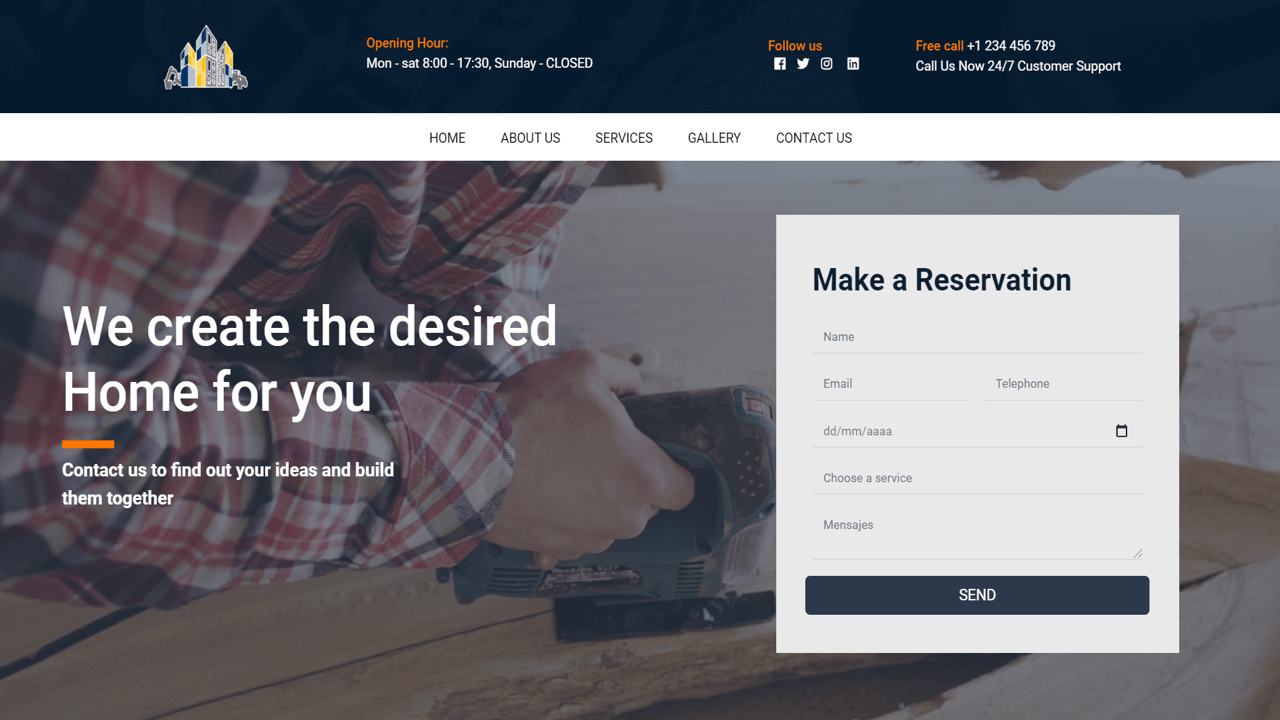 Opening Hour:
Mon - sat 8:00 - 17:30, Sunday - CLOSED
Follow us
Free call +1 234 456 789
Call Us Now 24/7 Customer Support
HOME ABOUT US SERVICES GALLERY CONTACT US
We create the desired
Home for you
Contact us to find out your ideas and build
them together
Make a Reservation
Name
Email Telephone
dd/mm/aaaa
Choose a service
Mensajes
SEND